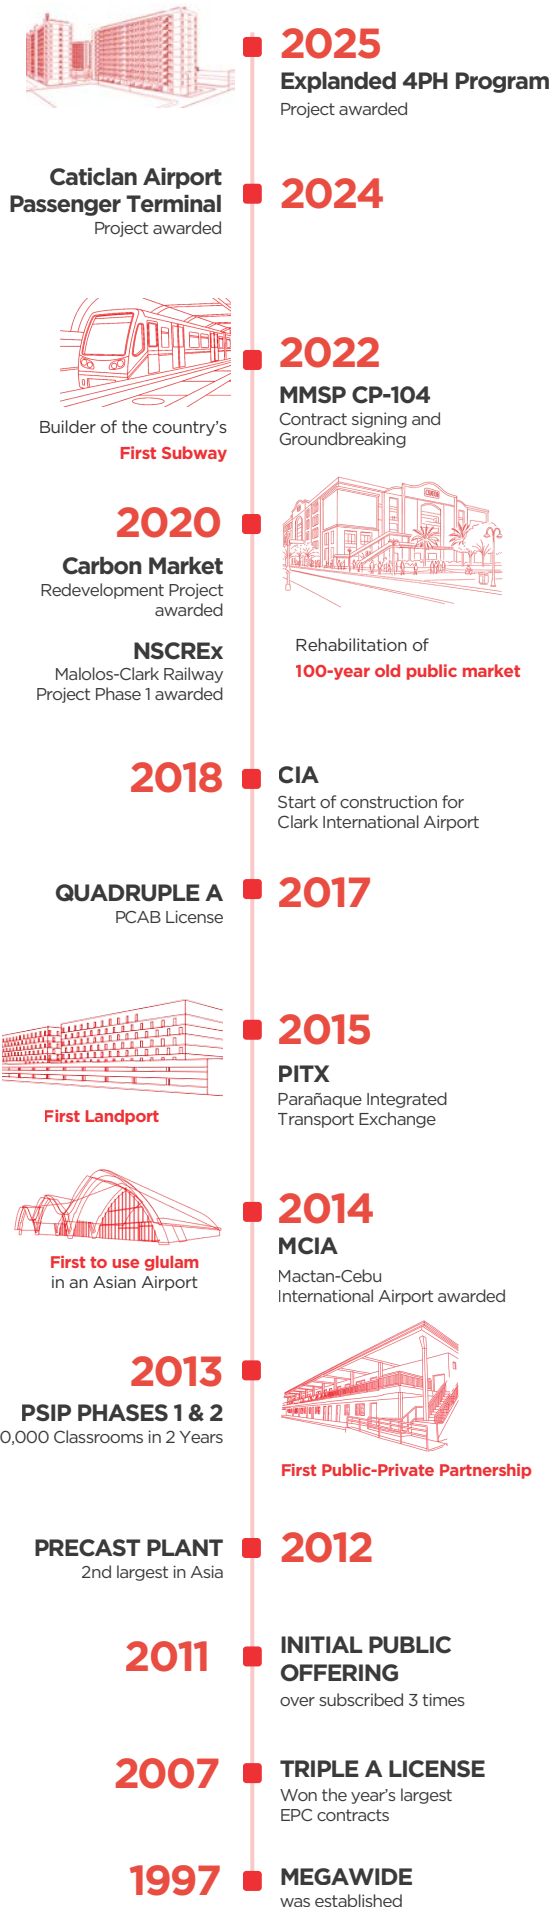 2025
Explanded 4PH Program
Project awarded
Caticlan Airport
Passenger Terminal
Project awarded
2024
2022
MMSP CP-104
Contract signing and
Groundbreaking
Builder of the country's
First Subway
2020
Carbon Market
Redevelopment Project
awarded
NSCREx
Malolos-Clark Railway
Project Phase 1 awarded
CENTER
Rehabilitation of
100-year old public market
2018
CIA
Start of construction for
Clark International Airport
QUADRUPLE A
PCAB License
2017
2015
PITX
Parañaque Integrated
Transport Exchange
First Landport
2014
MCIA
Mactan-Cebu
International Airport awarded
First to use glulam
in an Asian Airport
2013
PSIP PHASES 1 & 2
0,000 Classrooms in 2 Years
First Public-Private Partnership
PRECAST PLANT
2nd largest in Asia
2012
2011
INITIAL PUBLIC
OFFERING
over subscribed 3 times
2007
TRIPLE A LICENSE
Won the year's largest
EPC contracts
1997
MEGAWIDE
was established